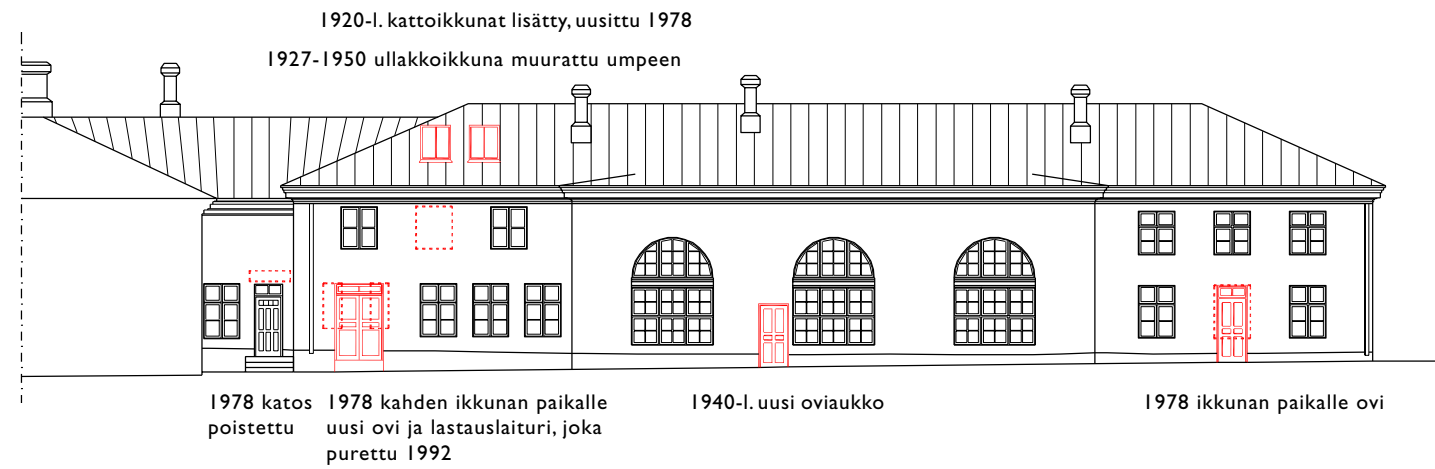 1920-l. kattoikkunat lisätty, uusittu 1978
1927-1950 ullakkoikkuna muurattu umpeen
1978 katos
poistettu
1978 kahden ikkunan paikalle
uusi ovi ja lastauslaituri, joka
purettu 1992
1940-l. uusi oviaukko
1978 ikkunan paikalle ovi